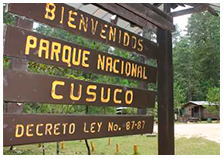 BIENVENIDOS
PARQUE NACIONAL
CUSUCO
DECRETO LEY No. 87-87